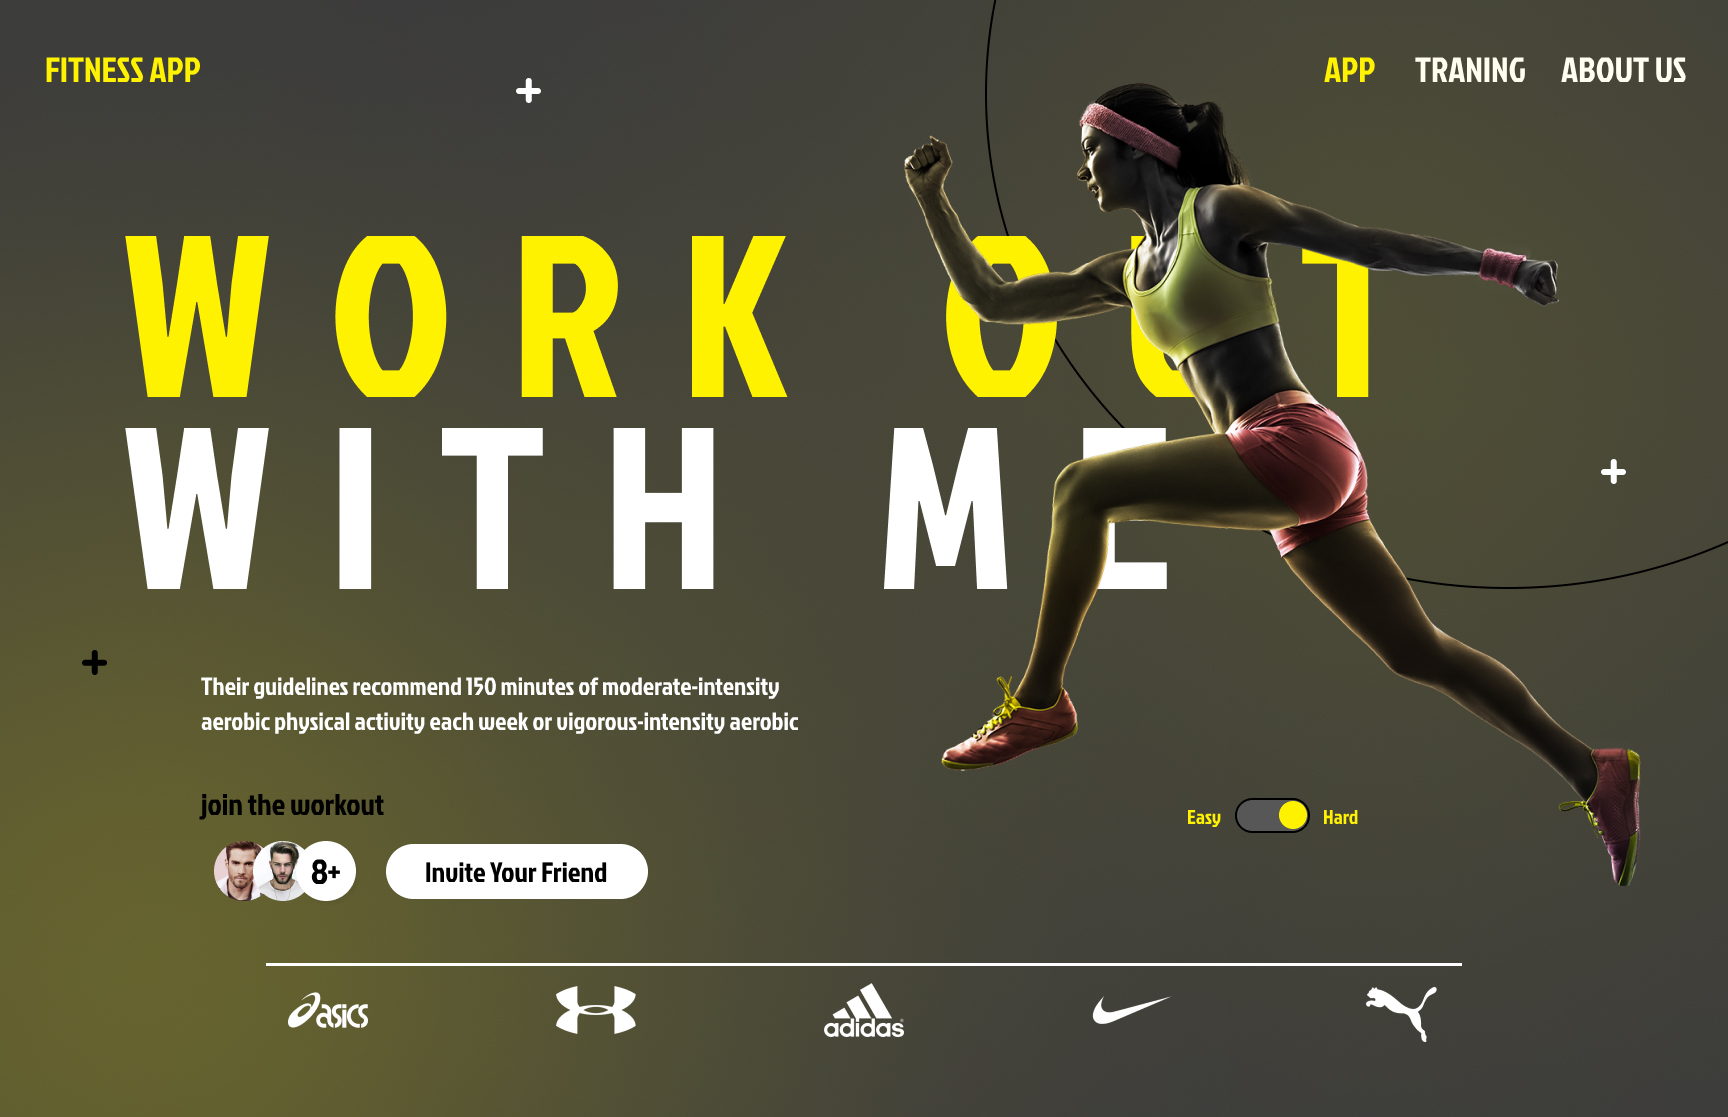 FITNESS APP
APP TRANING ABOUT US
WORK OUT
WITH ME
Their guidelines recommend 150 minutes of moderate-intensity
aerobic physical activity each week or vigorous-intensity aerobic
join the workout
8+
Invite Your Friend
Easy
Hard
asics
adidas